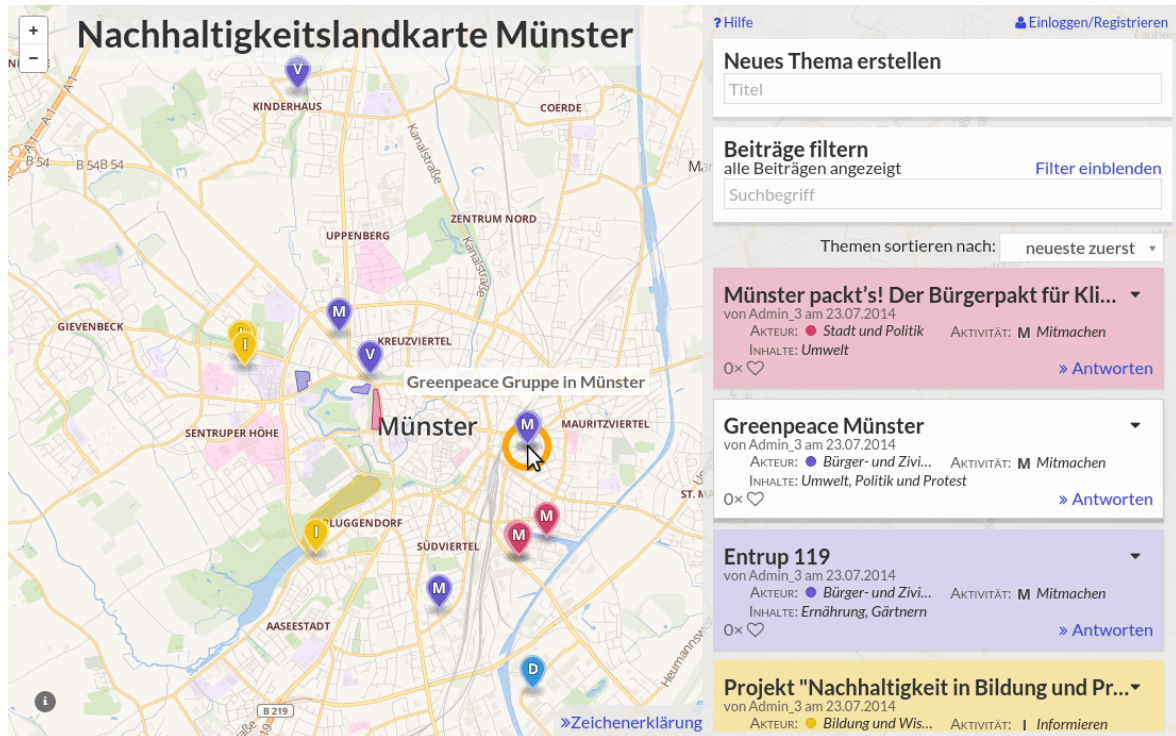 +
−
Nachhaltigkeitslandkarte Münster
V
KINDERHAUS
COERDE
B 54
B 54
B 54
A-1
Kanalstraße
ZENTRUM NORD
UPPENBERG
Kanalstraße
M
GIEVENBECK
I
V
KREUZVIERTEL
Greenpeace Gruppe in Münster
M
SENTRUPER HÖHE
Münster
MAURITZVIERTEL
ST. M
M
I
PLUGGENDORF
M
SÜDVIERTEL
M
AASEESTADT
D
B 219
i
»Zeichenerklärung
? Hilfe
Einloggen/Registrieren
Neues Thema erstellen
Titel
Beiträge filtern
alle Beiträgen angezeigt Filter einblenden
Suchbegriff
Themen sortieren nach: neueste zuerst
Münster packt's! Der Bürgerpakt für Kli...
von Admin_3 am 23.07.2014
AKTEUR: Stadt und Politik AKTIVITÄT: M Mitmachen
INHALTE: Umwelt
0× » Antworten
Greenpeace Münster
von Admin_3 am 23.07.2014
AKTEUR: Bürger- und Zivi... AKTIVITÄT: M Mitmachen
INHALTE: Umwelt, Politik und Protest
0× » Antworten
Entrup 119
von Admin_3 am 23.07.2014
AKTEUR: Bürger- und Zivi... AKTIVITÄT: M Mitmachen
INHALTE: Ernährung, Gärtnern
0× » Antworten
Projekt "Nachhaltigkeit in Bildung und Pr...
von Admin_3 am 23.07.2014
AKTEUR: Bildung und Wis... AKTIVITÄT: I Informieren